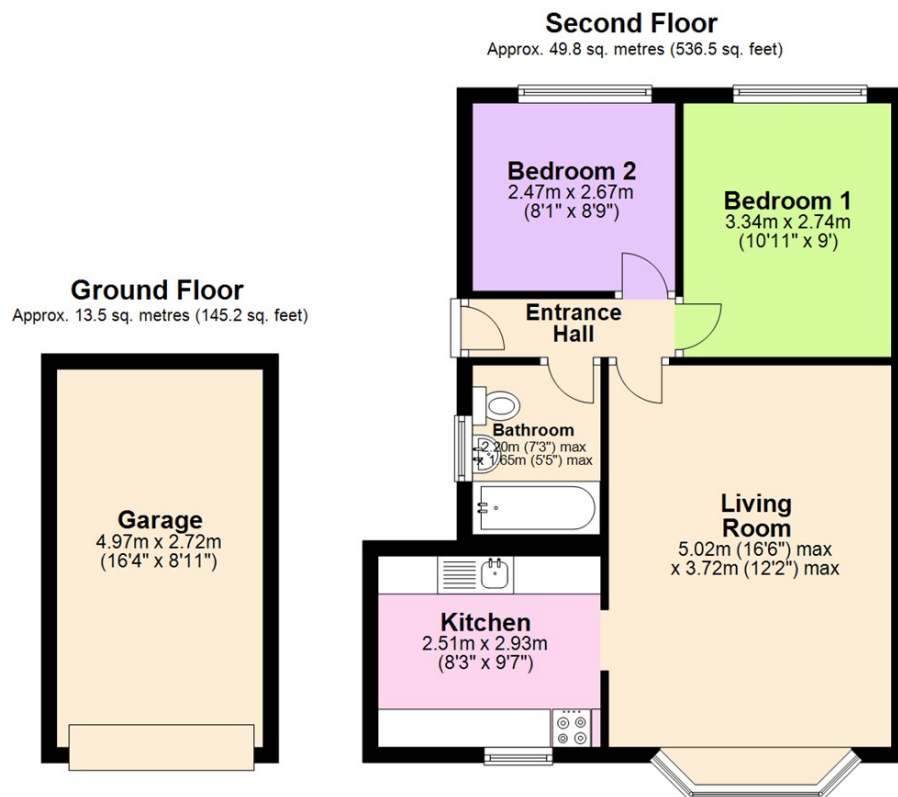 Second Floor
Approx. 49.8 sq. metres (536.5 sq. feet)
Bedroom 2
2.47m x 2.67m
(8'1" x 8'9")
Bedroom 1
3.34m x 2.74m
(10'11" x 9')
Ground Floor
Approx. 13.5 sq. metres (145.2 sq. feet)
Entrance
Hall
Bathroom
2.20m (7'3") max
x 1.65m (5'5") max
Garage
4.97m x 2.72m
(16'4" x 8'11")
Living
Room
5.02m (16'6") max
x 3.72m (12'2") max
Kitchen
2.51m x 2.93m
(8'3" x 9'7")